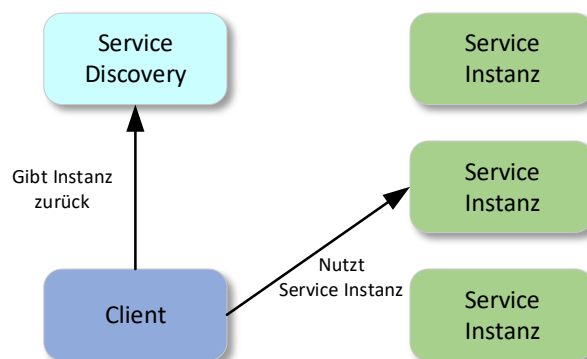 Service
Discovery
Service
Instanz
Gibt Instanz
zurück
Service
Instanz
Nutzt
Service Instanz
Client
Service
Instanz